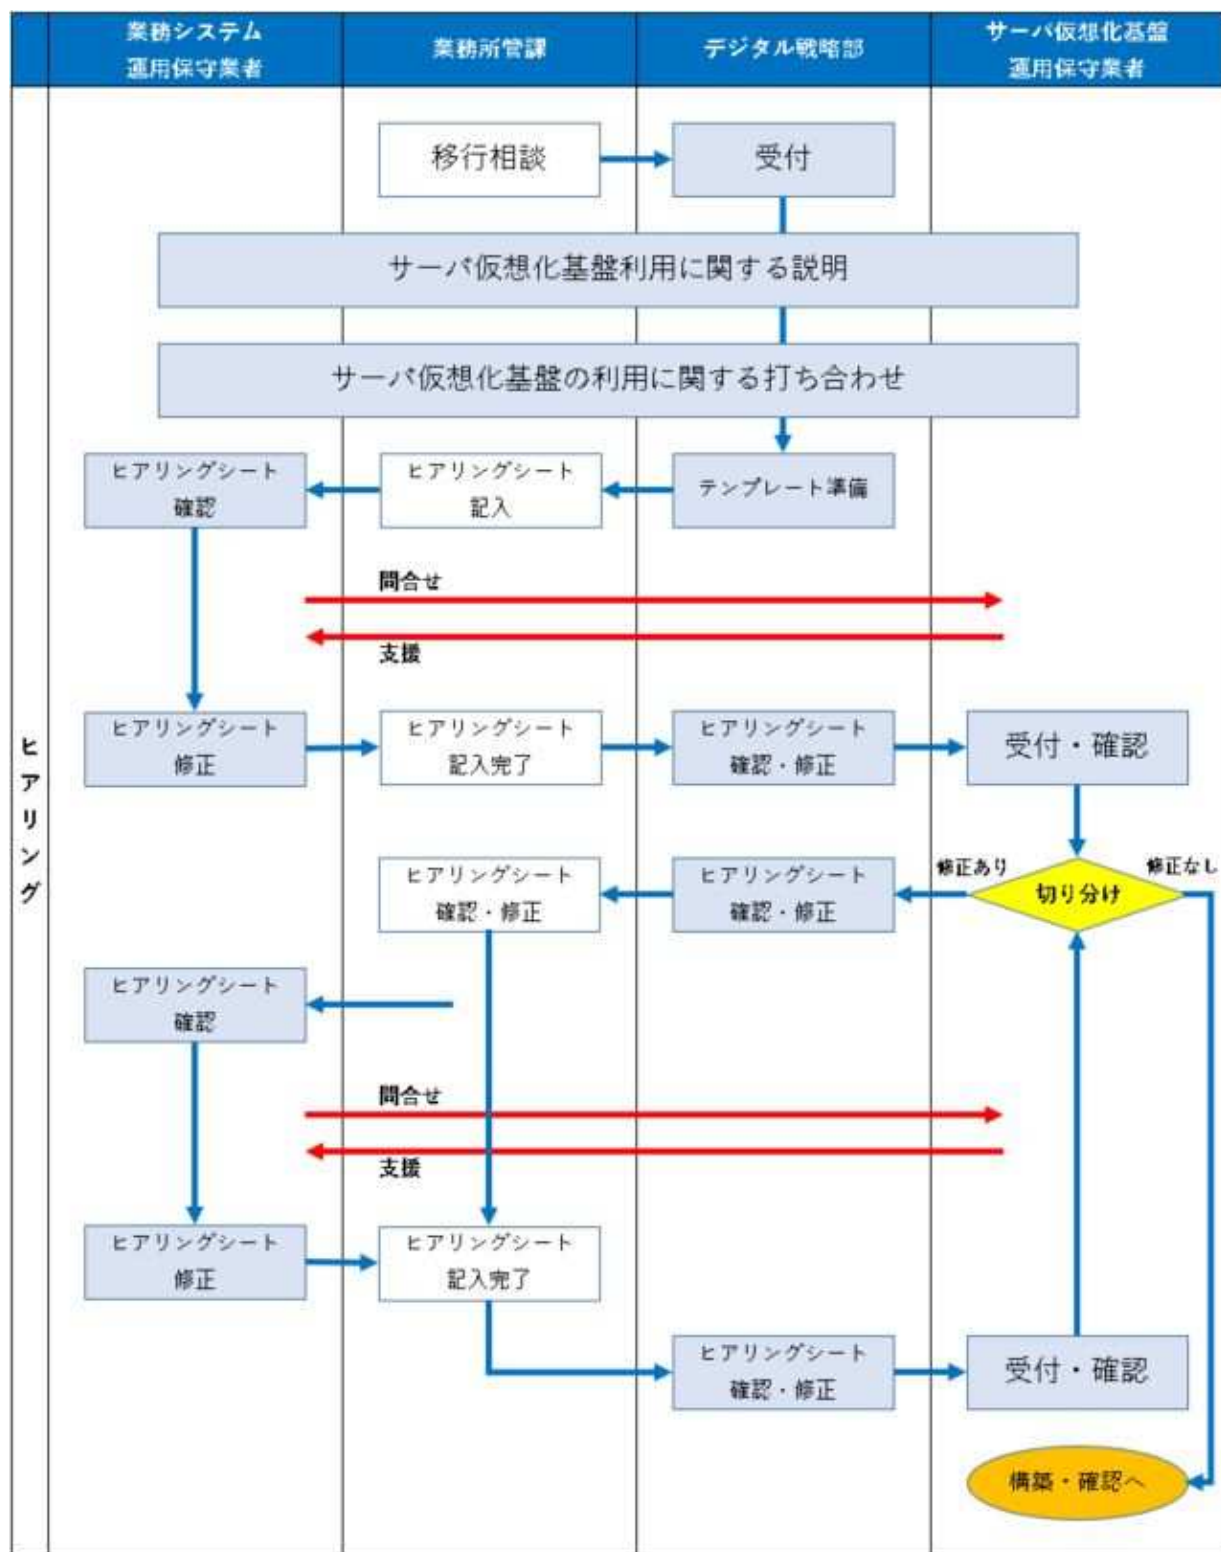 業務システム
運用保守業者
業務所管課
デジタル戦略部
サーバ仮想化基盤
運用保守業者
ヒアリング
移行相談
受付
サーバ仮想化基盤利用に関する説明
サーバ仮想化基盤の利用に関する打ち合わせ
ヒアリングシート
確認
ヒアリングシート
記入
テンプレート準備
問合せ
支援
ヒアリングシート
修正
ヒアリングシート
記入完了
ヒアリングシート
確認・修正
受付・確認
ヒアリングシート
確認・修正
ヒアリングシート
確認・修正
修正あり
切り分け
修正なし
ヒアリングシート
確認
問合せ
支援
ヒアリングシート
修正
ヒアリングシート
記入完了
ヒアリングシート
確認・修正
受付・確認
構築・確認へ